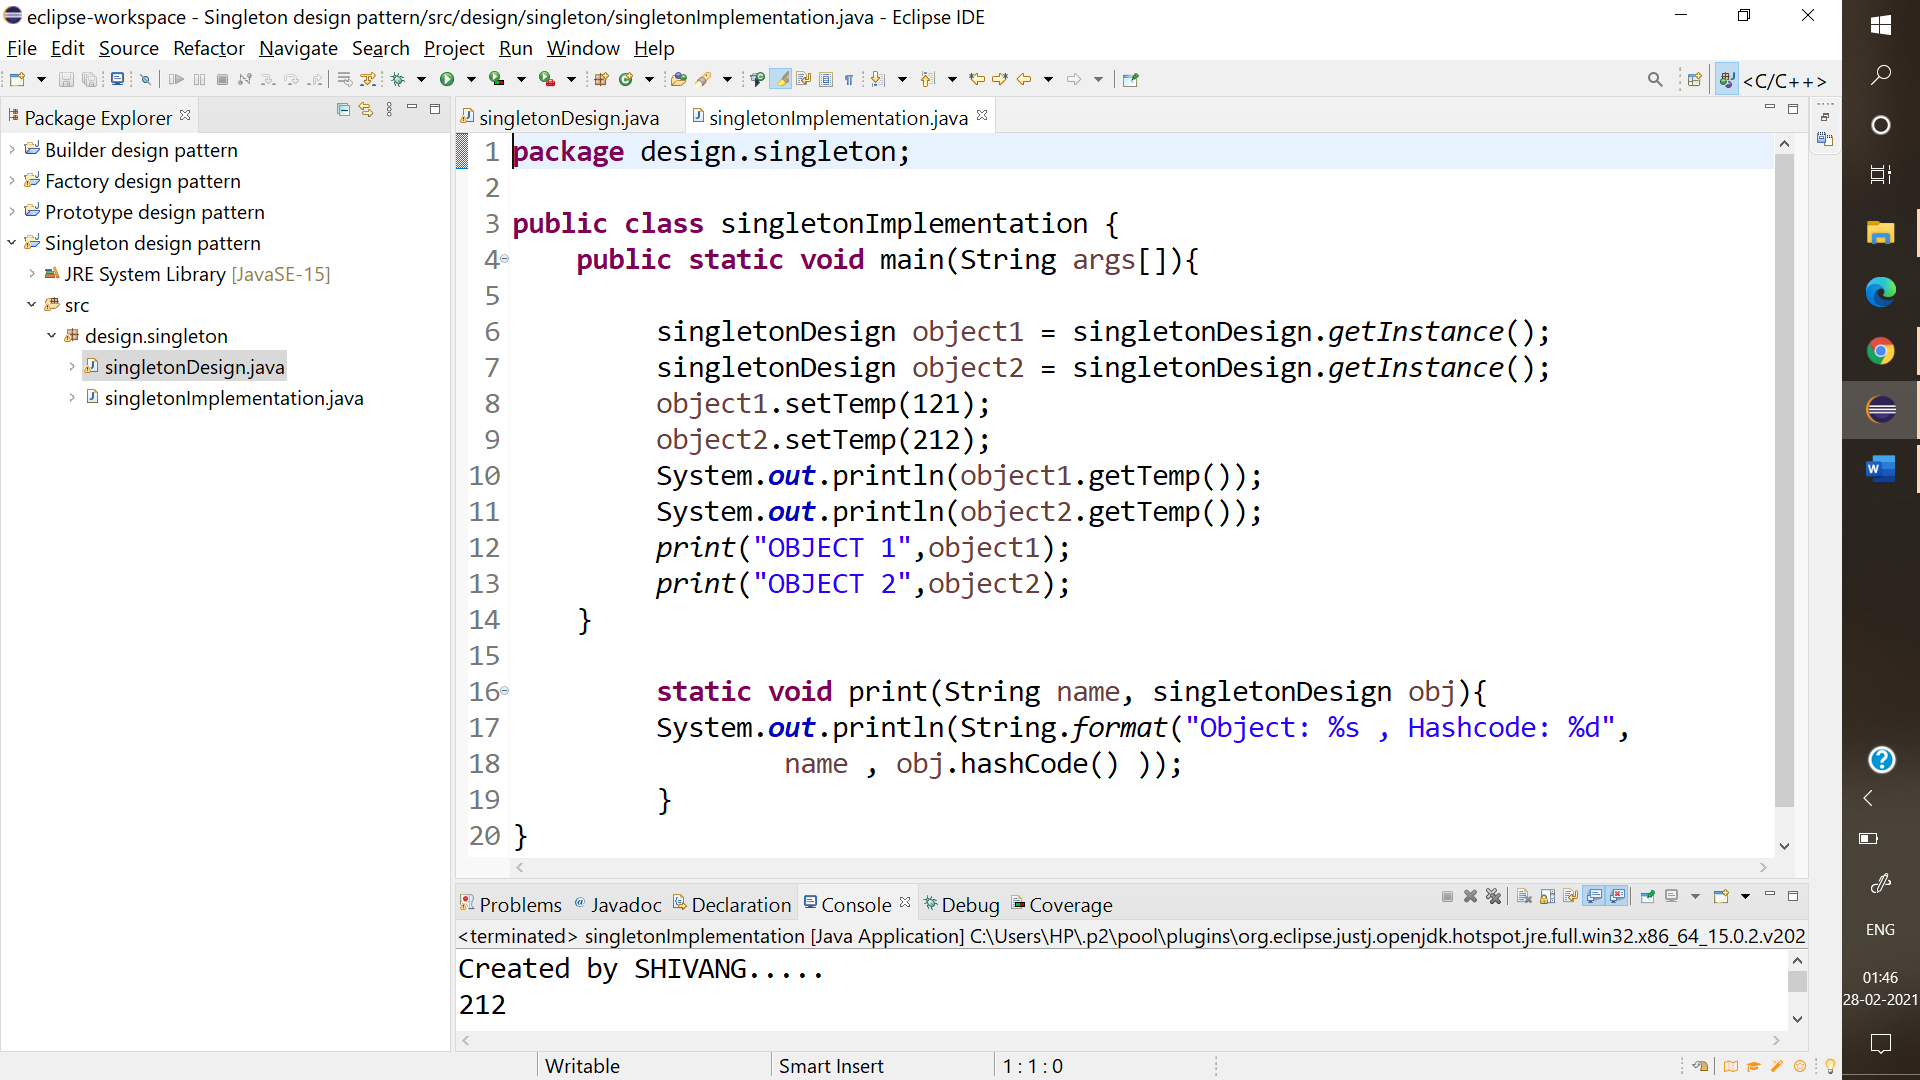 eclipse-workspace - Singleton design pattern/src/design/singleton/singletonImplementation.java - Eclipse IDE
File Edit Source Refactor Navigate Search Project Run Window Help
<C/C++>
Package Explorer
Builder design pattern
Factory design pattern
Prototype design pattern
Singleton design pattern
JRE System Library [JavaSE-15]
src
design.singleton
singletonDesign.java
singletonImplementation.java
singletonDesign.java singletonImplementation.java
1 package design.singleton;
2
3 public class singletonImplementation {
4 public static void main(String args[]){
5
6 singletonDesign object1 = singletonDesign.getInstance();
7 singletonDesign object2 = singletonDesign.getInstance();
8 object1.setTemp(121);
9 object2.setTemp(212);
10 System.out.println(object1.getTemp());
11 System.out.println(object2.getTemp());
12 print("OBJECT 1",object1);
13 print("OBJECT 2",object2);
14 }
15
16 static void print(String name, singletonDesign obj){
17 System.out.println(String.format("Object: %s , Hashcode: %d",
18 name , obj.hashCode() ));
19 }
20 }
Problems Javadoc Declaration Console Debug Coverage
<terminated> singletonImplementation [Java Application] C:\Users\HP\.p2\pool\plugins\org.eclipse.justj.openjdk.hotspot.jre.full.win32.x86_64_15.0.2.v202
Created by SHIVANG.....
212
Writable Smart Insert 1 : 1 : 0
ENG
01:46
28-02-2021